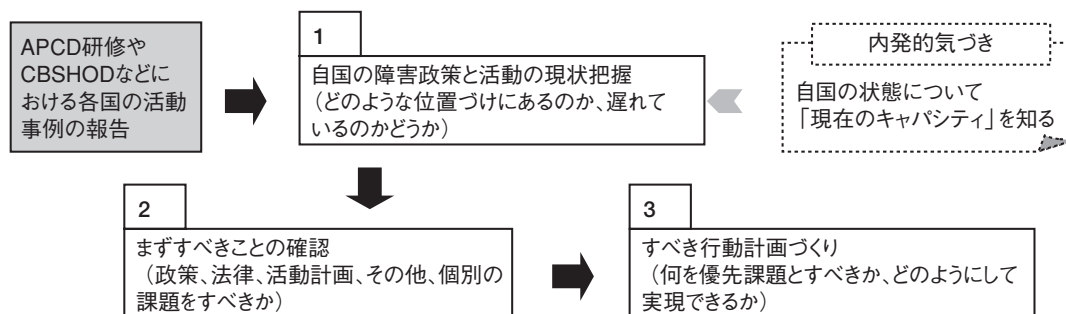 APCD研修や
CBSHODなどに
おける各国の活動
事例の報告
1
自国の障害政策と活動の現状把握
(どのような位置づけにあるのか、遅れて
いるのかどうか)
内発的気づき
自国の状態について
「現在のキャパシティ」を知る
2
まずすべきことの確認
(政策、法律、活動計画、その他、個別の
課題をすべきか)
3
すべき行動計画づくり
(何を優先課題とすべきか、どのようにして
実現できるか)